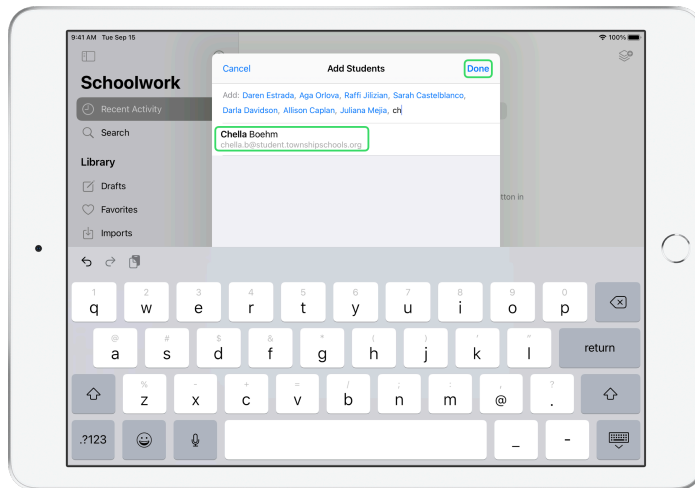 9:41 AM Tue Sep 15
100%
Cancel
Add Students
Done
Schoolwork
Add: Daren Estrada, Aga Orlova, Raffi Jilizian, Sarah Castelblanco,
Darla Davidson, Allison Caplan, Juliana Mejia, ch
Recent Activity
Search
Chella Boehm
chella.b@student.townshipschools.org
Library
Drafts
tton in
Favorites
Imports
1 2 3 4 5 6 7 8 9 0
q w e r t y u i o p
@ # $ & * ( ) ' "
a s d f g h j k l return
% - + = / ; : , ?
z x c v b n m @ .
.?123 _ -